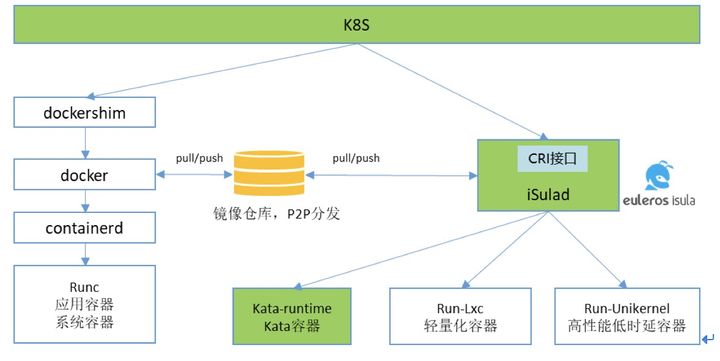 K8S
dockershim
CRI接口
pull/push
pull/push
docker
iSulad
euleros isula
镜像仓库，P2P分发
containerd
Runc
应用容器
系统容器
Kata-runtime
Kata容器
Run-Lxc
轻量化容器
Run-Unikernel
高性能低时延容器